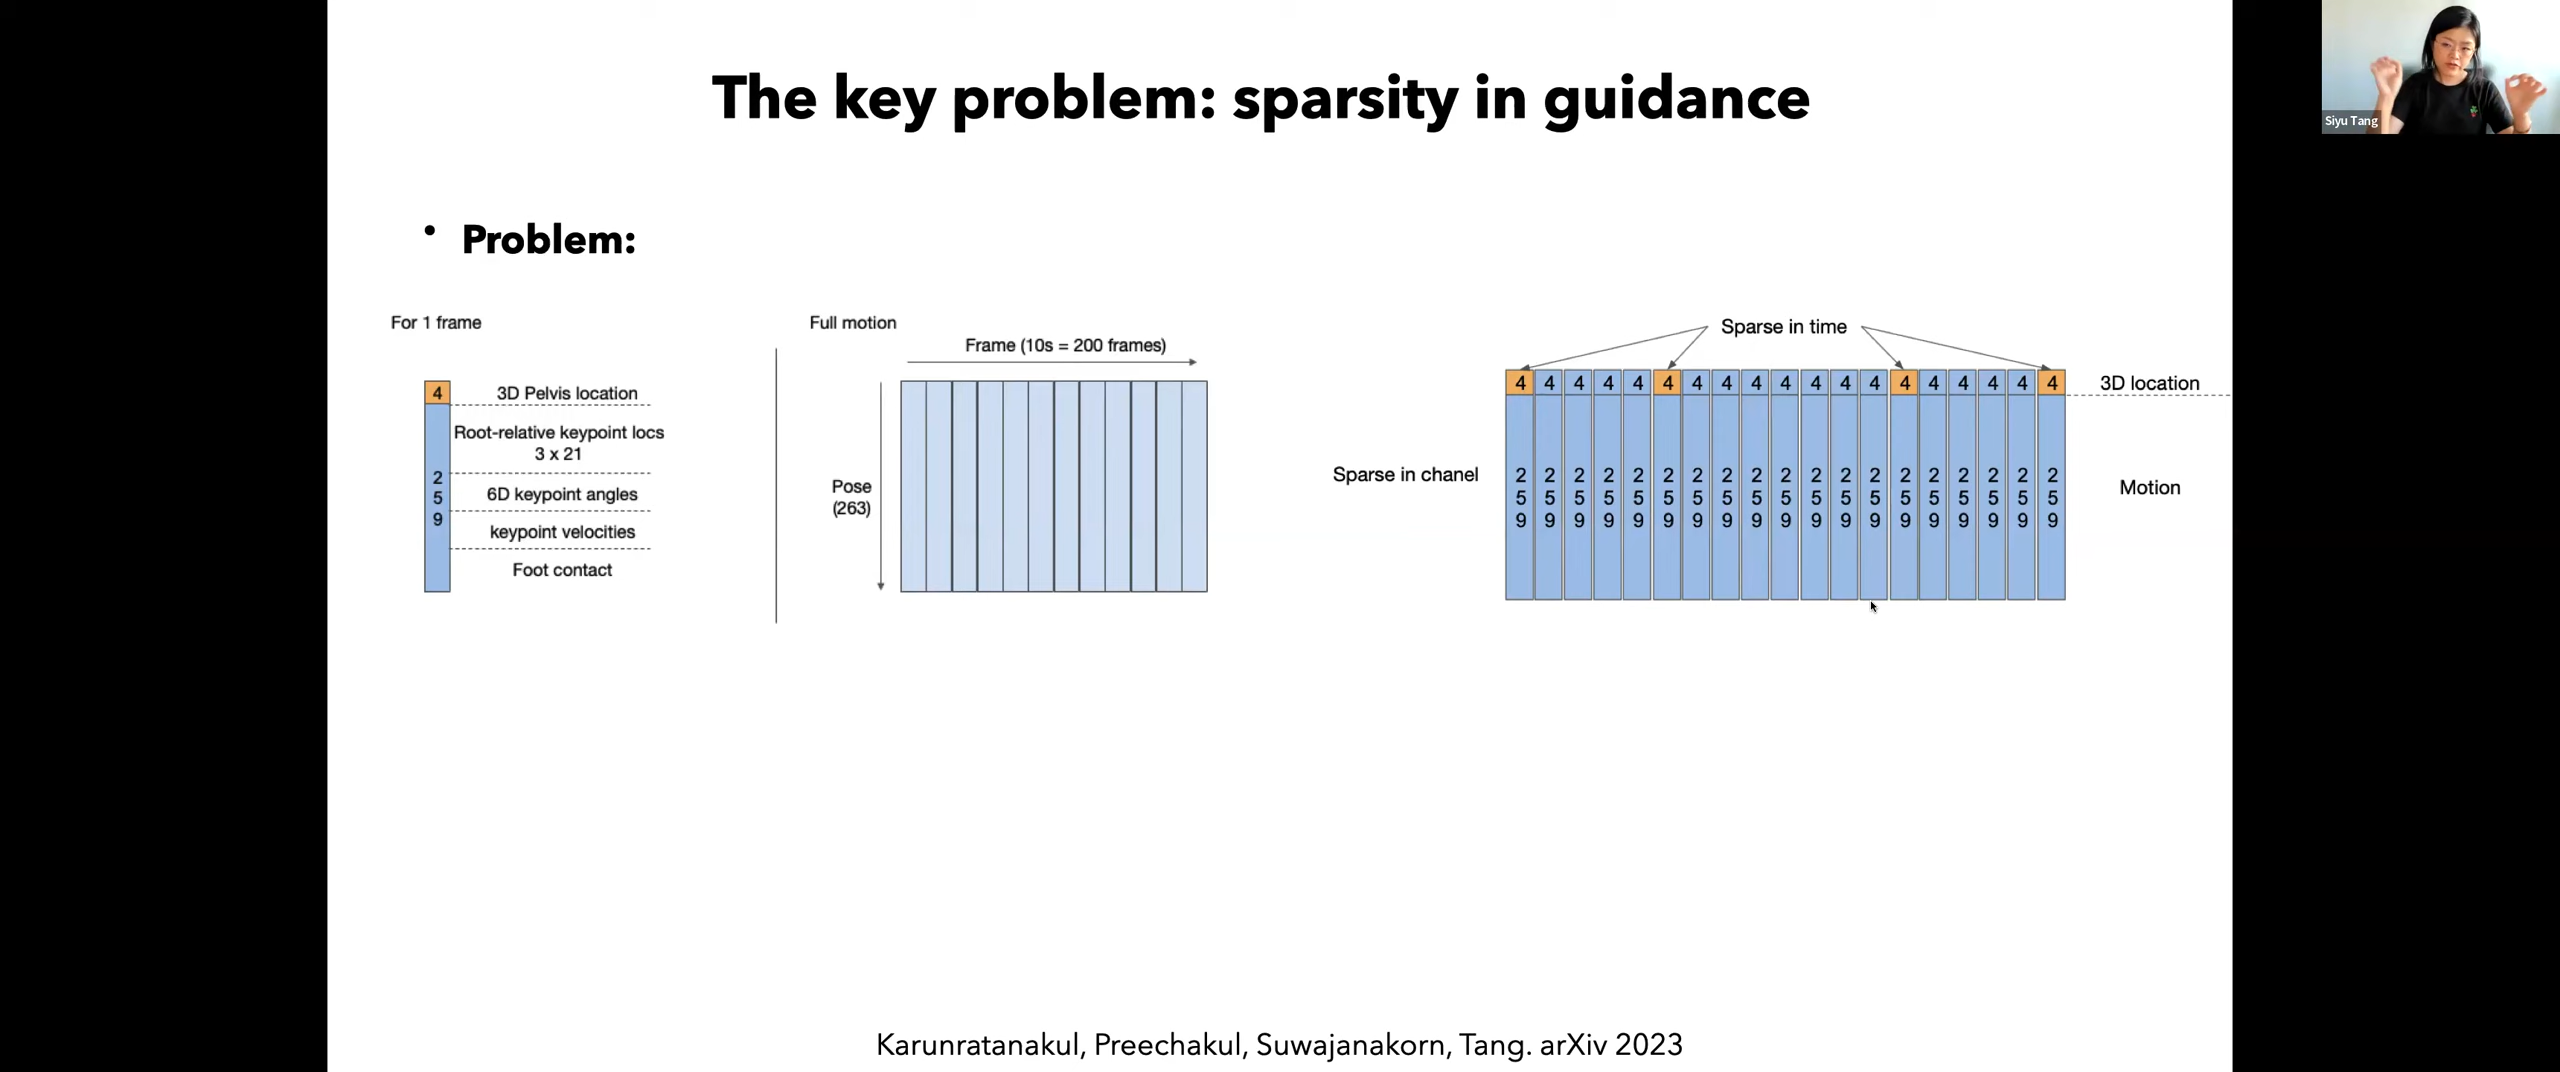 The key problem: sparsity in guidance
Siyu Tang
• Problem:
For 1 frame
4
2
5
9
3D Pelvis location
Root-relative keypoint locs
3 x 21
6D keypoint angles
keypoint velocities
Foot contact
Full motion
Frame (10s = 200 frames)
Pose
(263)
Sparse in time
Sparse in chanel
4 4 4 4 4 4 4 4 4 4 4 4 4 4 4 4 4 4 4
2 2 2 2 2 2 2 2 2 2 2 2 2 2 2 2 2 2 2
5 5 5 5 5 5 5 5 5 5 5 5 5 5 5 5 5 5 5
9 9 9 9 9 9 9 9 9 9 9 9 9 9 9 9 9 9 9
3D location
Motion
Karunratanakul, Preechakul, Suwajanakorn, Tang. arXiv 2023